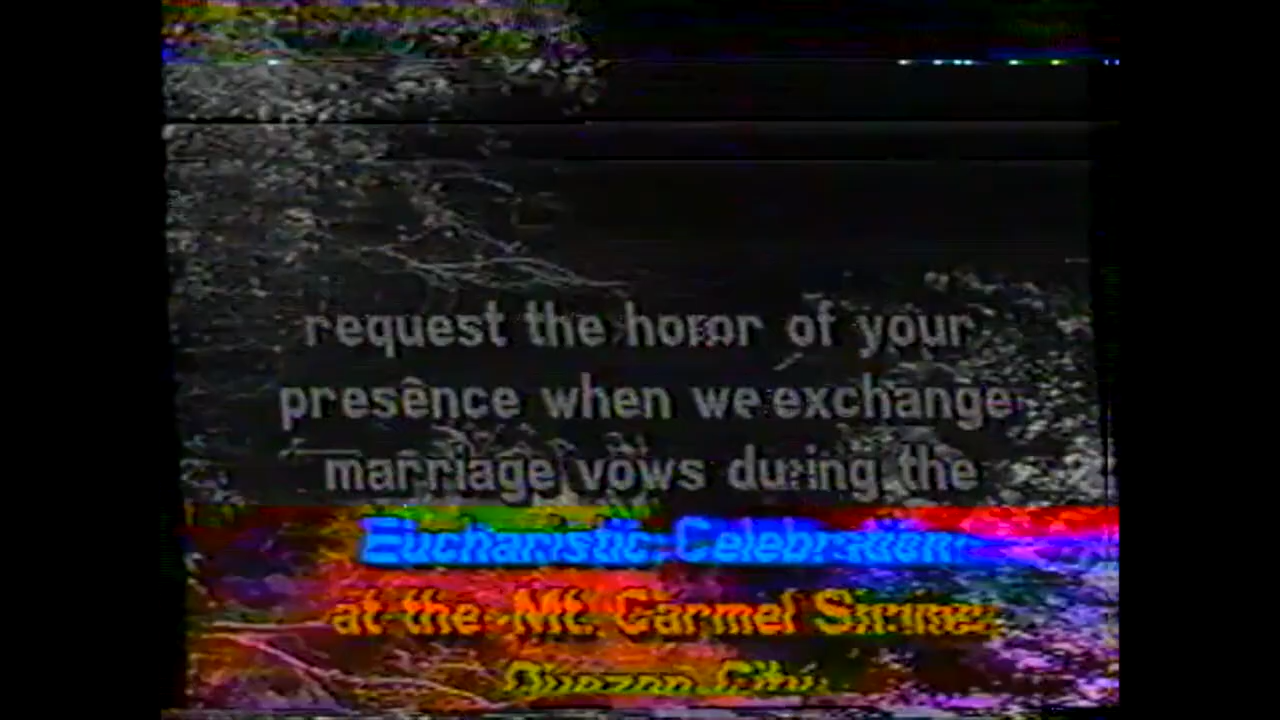 request the honor of your
presence when we exchange
marriage vows during the
Eucharistic Celebration
at the Mt. Carmel Shrine,
Quezon City.